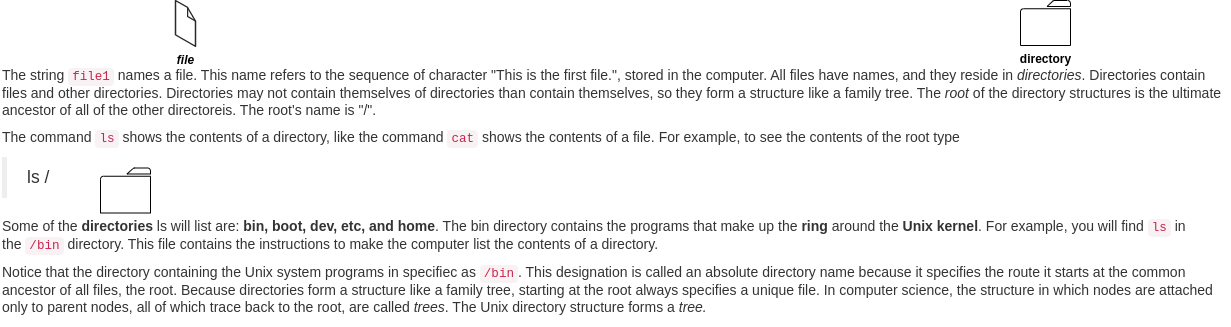 file
directory
The string file1 names a file. This name refers to the sequence of character "This is the first file.", stored in the computer. All files have names, and they reside in directories. Directories contain
files and other directories. Directories may not contain themselves of directories than contain themselves, so they form a structure like a family tree. The root of the directory structures is the ultimate
ancestor of all of the other directoreis. The root's name is "/".
The command ls shows the contents of a directory, like the command cat shows the contents of a file. For example, to see the contents of the root type
ls /
Some of the directories ls will list are: bin, boot, dev, etc, and home. The bin directory contains the programs that make up the ring around the Unix kernel. For example, you will find ls in
the /bin directory. This file contains the instructions to make the computer list the contents of a directory.
Notice that the directory containing the Unix system programs in specifiec as /bin. This designation is called an absolute directory name because it specifies the route it starts at the common
ancestor of all files, the root. Because directories form a structure like a family tree, starting at the root always specifies a unique file. In computer science, the structure in which nodes are attached
only to parent nodes, all of which trace back to the root, are called trees. The Unix directory structure forms a tree.